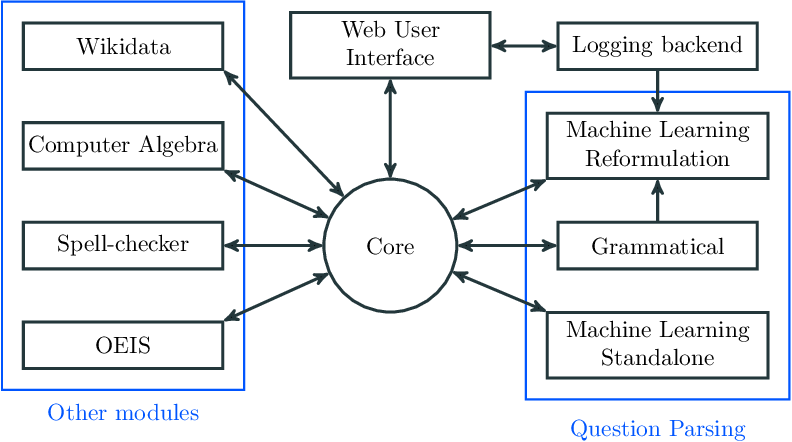 Wikidata
Computer Algebra
Spell-checker
OEIS
Other modules
Web User
Interface
Core
Logging backend
Machine Learning
Reformulation
Grammatical
Machine Learning
Standalone
Question Parsing